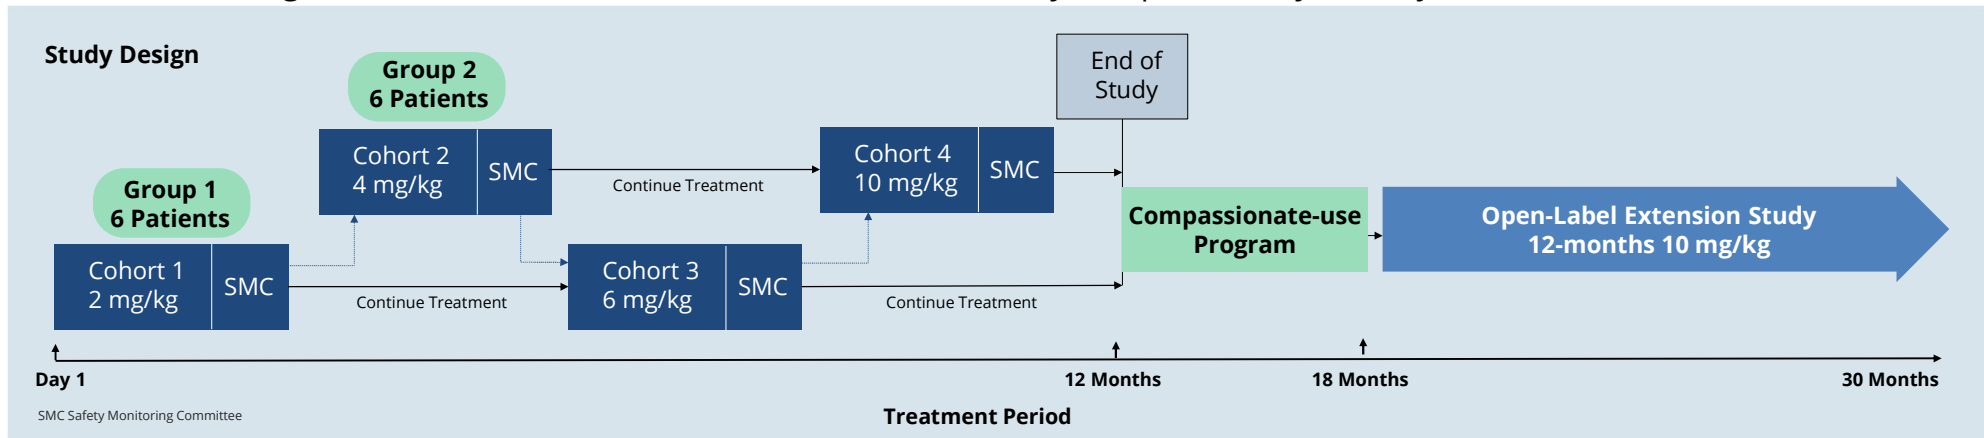 Study Design
Group 1
6 Patients
Cohort 1
2 mg/kg
SMC
Group 2
6 Patients
Cohort 2
4 mg/kg
SMC
Continue Treatment
Continue Treatment
Cohort 3
6 mg/kg
SMC
Cohort 4
10 mg/kg
SMC
Continue Treatment
End of
Study
Compassionate-use
Program
Open-Label Extension Study
12-months 10 mg/kg
Day 1
12 Months
18 Months
30 Months
Treatment Period
SMC Safety Monitoring Committee